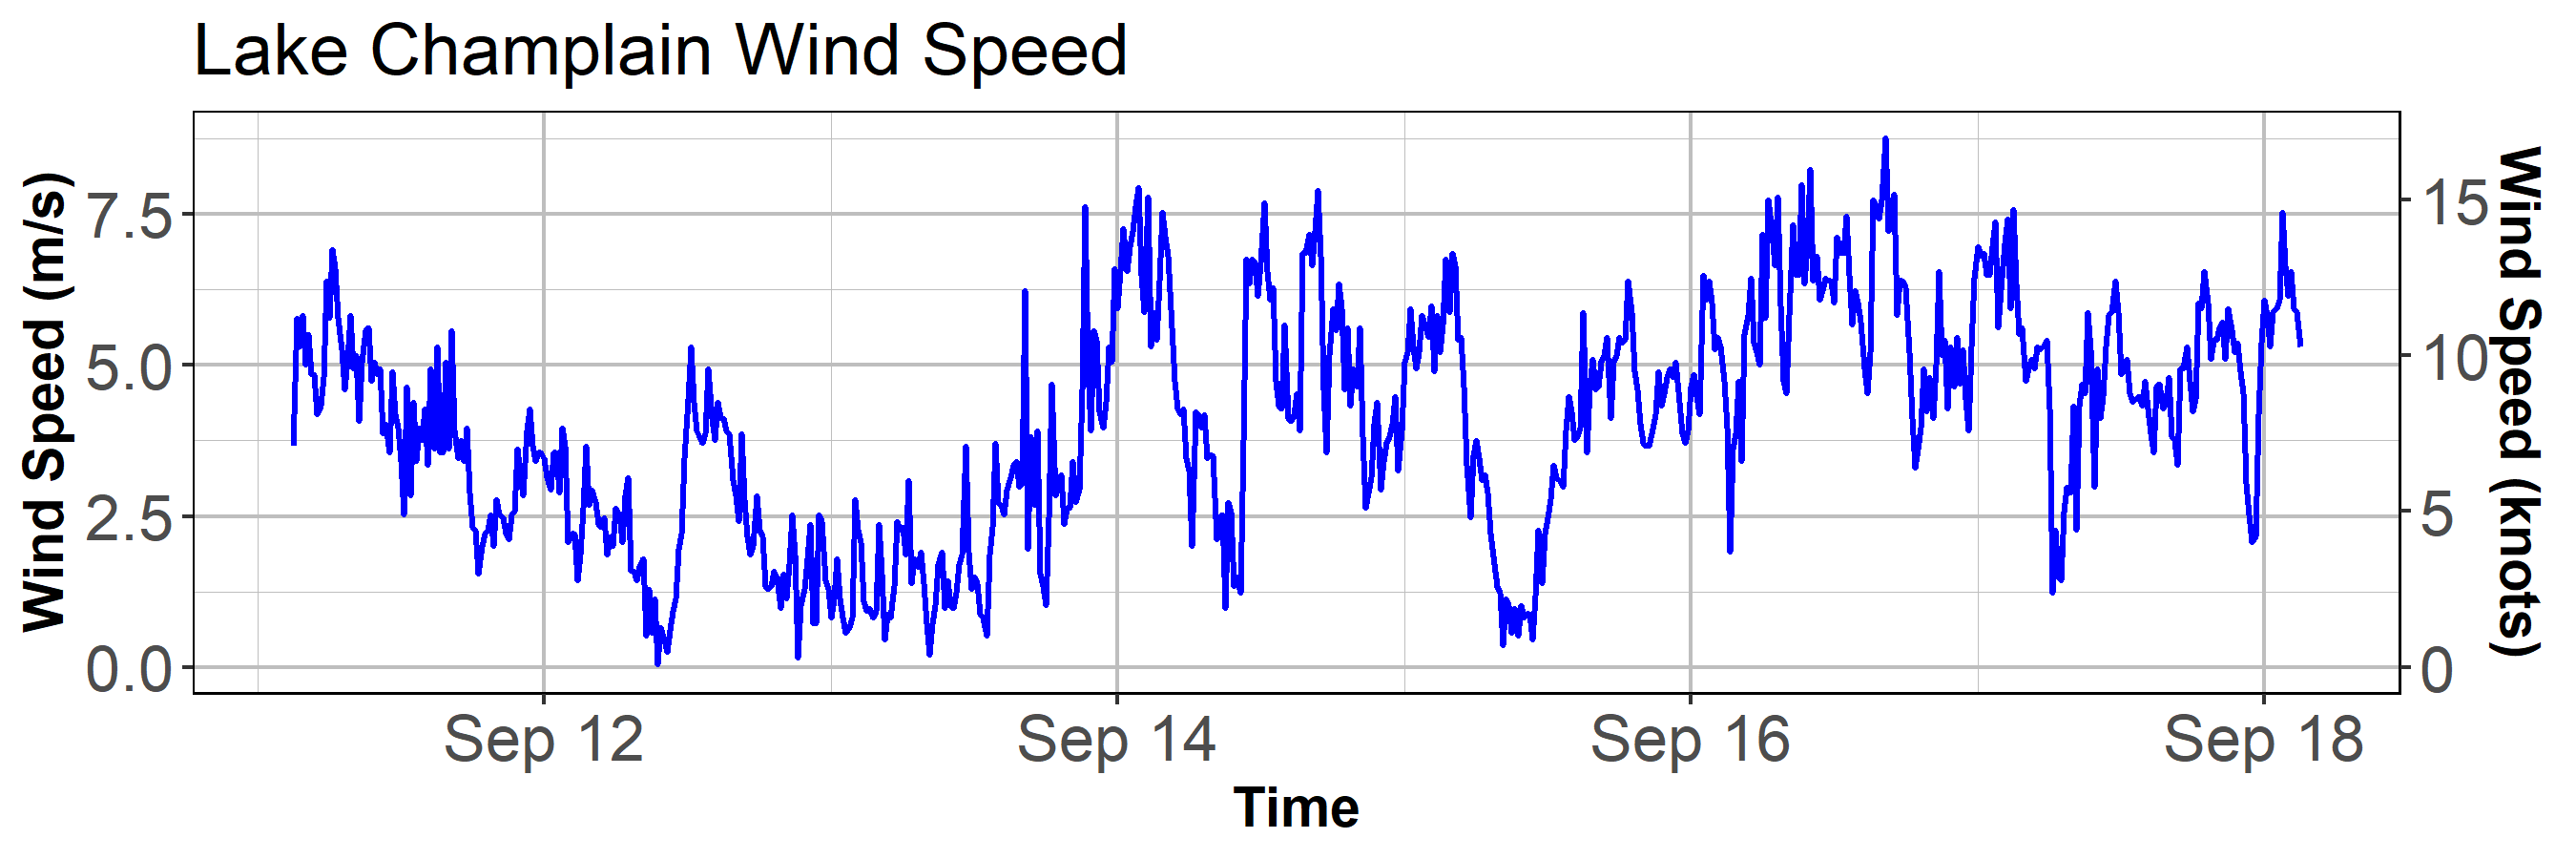 Lake Champlain Wind Speed
Wind Speed (m/s)
7.5
5.0
2.5
0.0
15
10
5
0
Wind Speed (knots)
Sep 12
Sep 14
Sep 16
Sep 18
Time